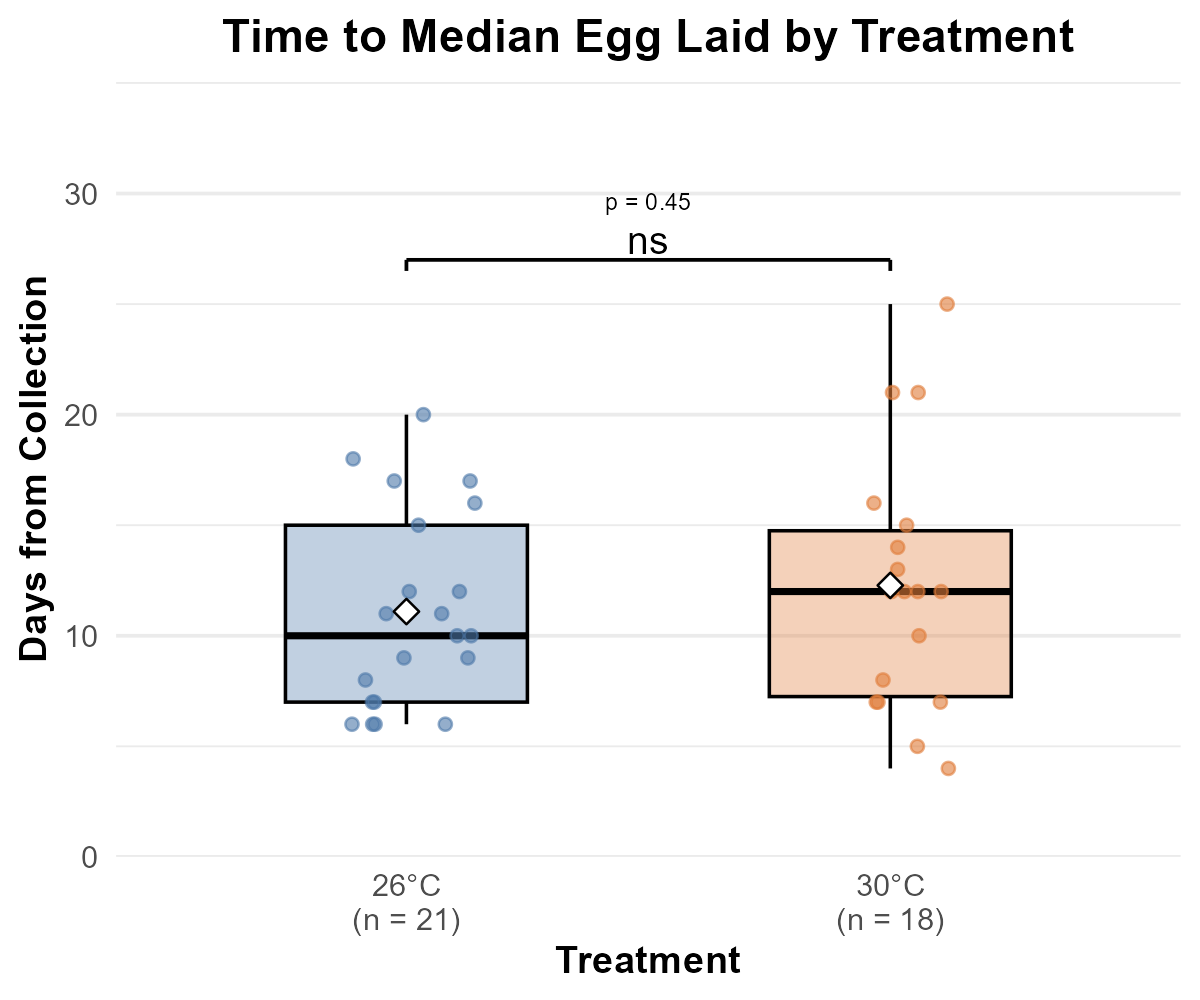 Time to Median Egg Laid by Treatment
30
p = 0.45
ns
20
10
0
Days from Collection
26°C
(n = 21)
30°C
(n = 18)
Treatment